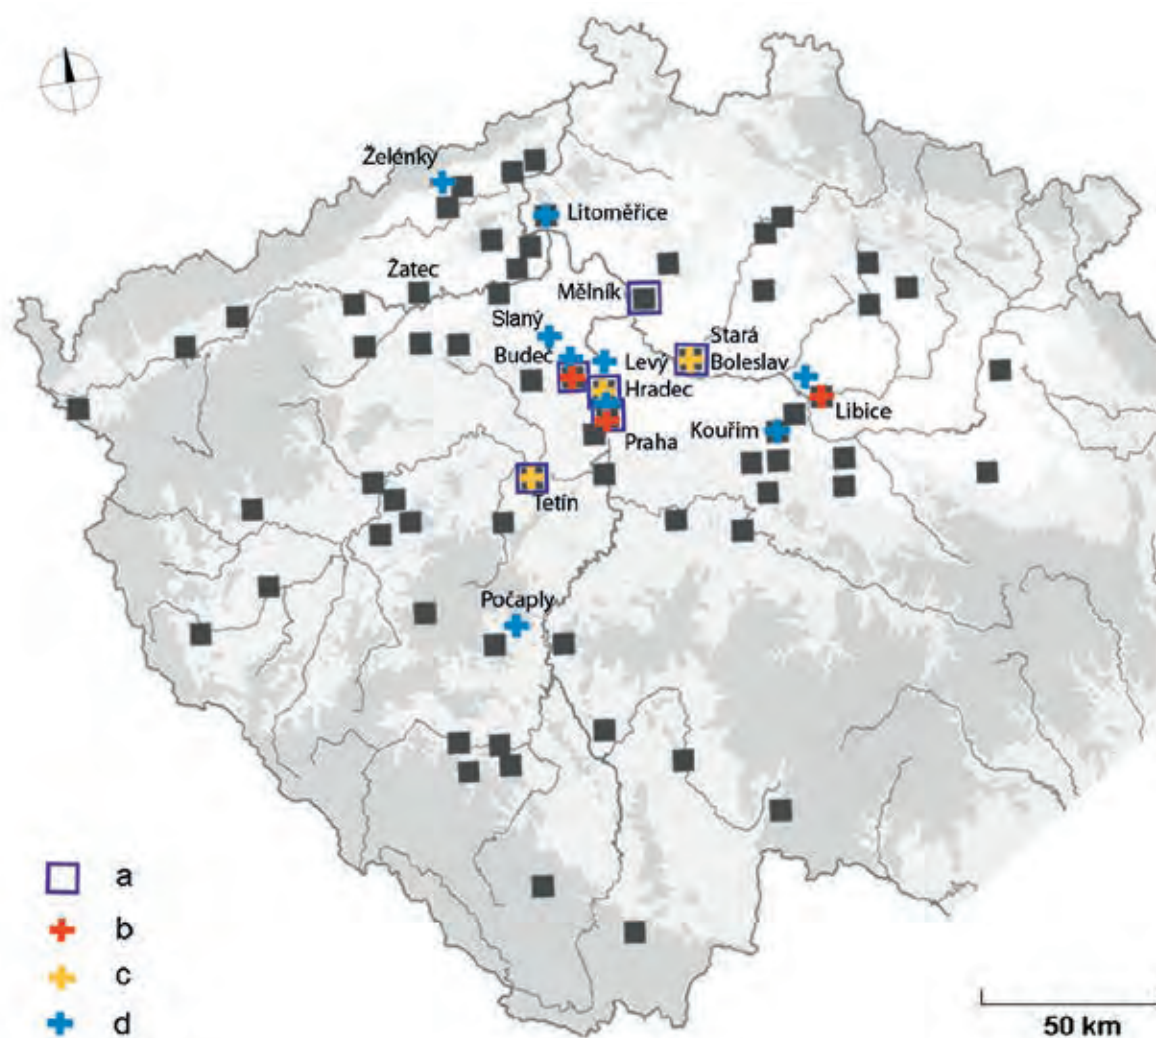 Želénky
Litoměřice
Žatec
Mělník
Slaný
Stará
Boleslav
Budeč
Levý
Hradec
Libice
Kouřim
Praha
Tetín
Počaply
a
b
c
d
50 km